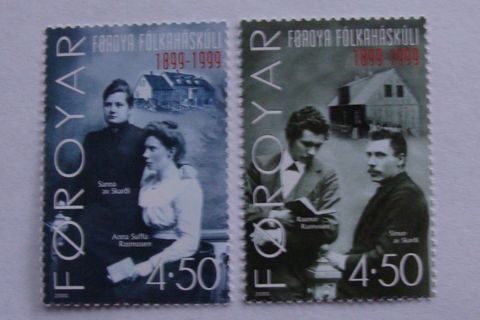 FØROYA FÓLKAHÁSKÚLI
1899-1999
FØROYAR
Sanna
av Skarði
Anna Suffía
Rasmussen
4·50
FØROYA FÓLKAHÁSKÚLI
1899-1999
FØROYAR
Rasmus
Rasmussen
Símun
av Skarði
4·50